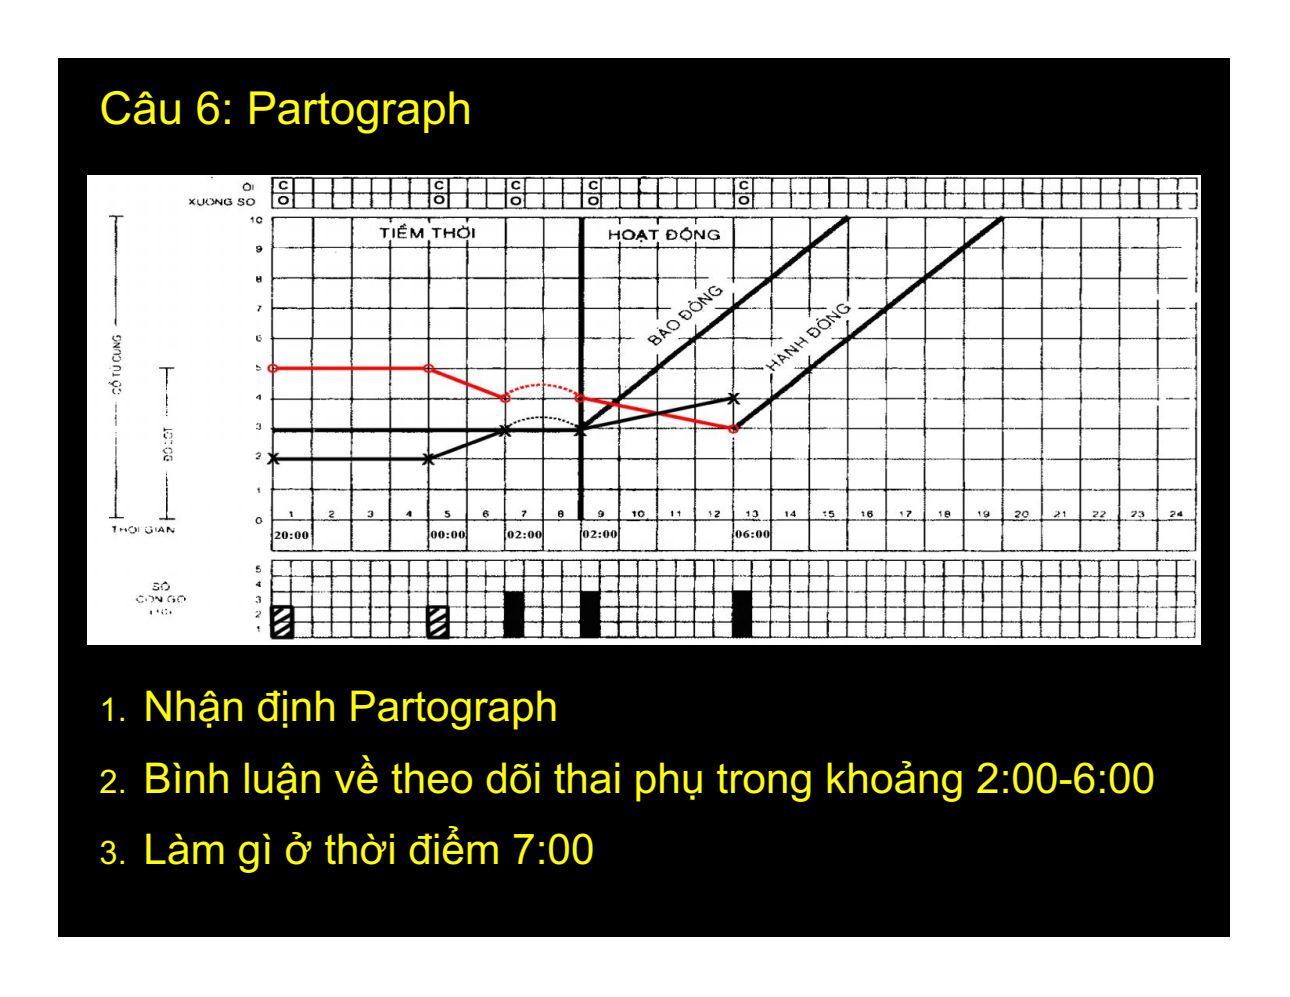 Câu 6: Partograph
ỐI C C C C C
XƯƠNG SỌ O O O O O
10 TIỀM THỜI HOẠT ĐỘNG
9
8
7 BÁO ĐỘNG
6 HÀNH ĐỘNG
5
4
3
2
1
CỔ TỬ CUNG
ĐỘ LỌT
1 2 3 4 5 6 7 8 9 10 11 12 13 14 15 16 17 18 19 20 21 22 23 24
0
THỜI GIAN 20:00 00:00 02:00 02:00 06:00
5
4
3
2
1
SỐ
CƠN GÒ
1. Nhận định Partograph
2. Bình luận về theo dõi thai phụ trong khoảng 2:00-6:00
3. Làm gì ở thời điểm 7:00